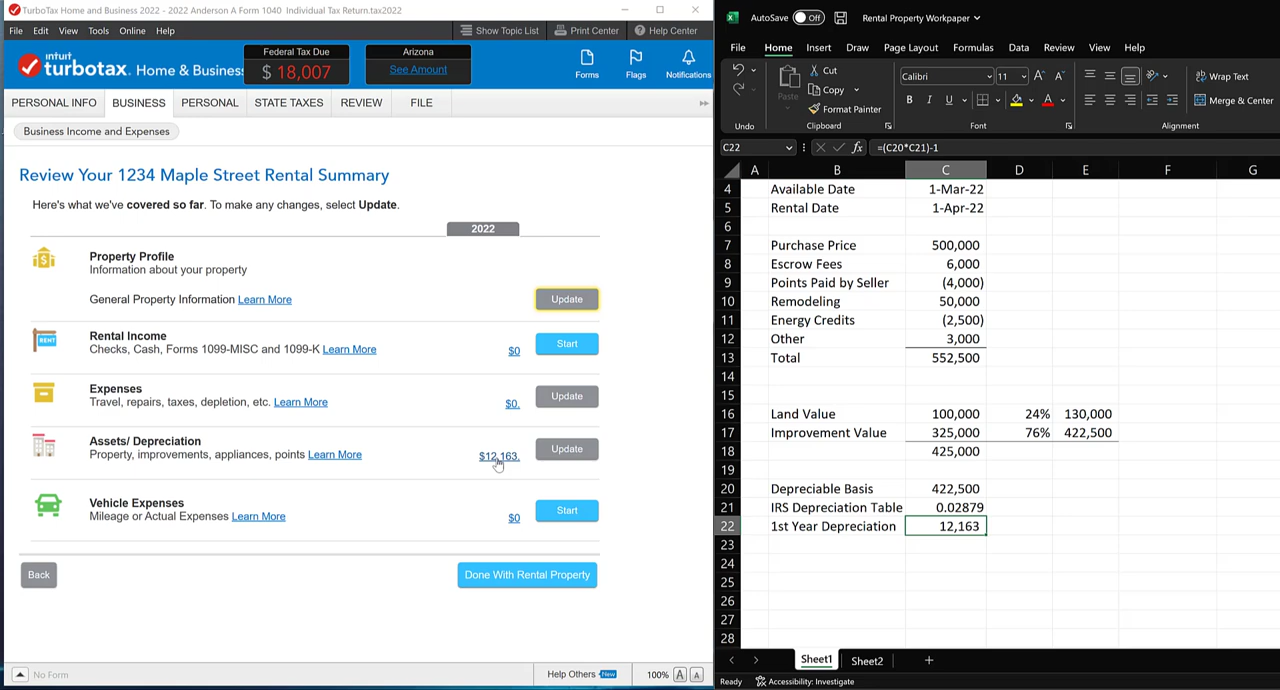 TurboTax Home and Business 2022 - 2022 Anderson A Form 1040 Individual Tax Return.tax2022
File Edit View Tools Online Help
Show Topic List Print Center Help Center
intuit
turbotax. Home & Busines
Federal Tax Due
$ 18,007
Arizona
See Amount
Forms Flags Notifications
PERSONAL INFO BUSINESS PERSONAL STATE TAXES REVIEW FILE
Business Income and Expenses
Review Your 1234 Maple Street Rental Summary
Here's what we've covered so far. To make any changes, select Update.
2022
Property Profile
Information about your property
General Property Information Learn More
Update
Rental Income
Checks, Cash, Forms 1099-MISC and 1099-K Learn More
$0
Start
RENT
Expenses
Travel, repairs, taxes, depletion, etc. Learn More
$0.
Update
Assets/ Depreciation
Property, improvements, appliances, points Learn More
$12,163.
Update
Vehicle Expenses
Mileage or Actual Expenses Learn More
$0
Start
Back
Done With Rental Property
No Form
Help Others New
100% A A
AutoSave Off Rental Property Workpaper
File Home Insert Draw Page Layout Formulas Data Review View Help
Undo
Paste
Cut
Copy
Format Painter
Clipboard
Calibri 11 A A
B I U A
Font
Wrap Text
Merge & Center
Alignment
C22 fx =(C20*C21)-1
A B C D E F G
4 Available Date 1-Mar-22
5 Rental Date 1-Apr-22
6
7 Purchase Price 500,000
8 Escrow Fees 6,000
9 Points Paid by Seller (4,000)
10 Remodeling 50,000
11 Energy Credits (2,500)
12 Other 3,000
13 Total 552,500
14
15
16 Land Value 100,000 24% 130,000
17 Improvement Value 325,000 76% 422,500
18 425,000
19
20 Depreciable Basis 422,500
21 IRS Depreciation Table 0.02879
22 1st Year Depreciation 12,163
23
24
25
26
27
28
Sheet1 Sheet2 +
Ready Accessibility: Investigate